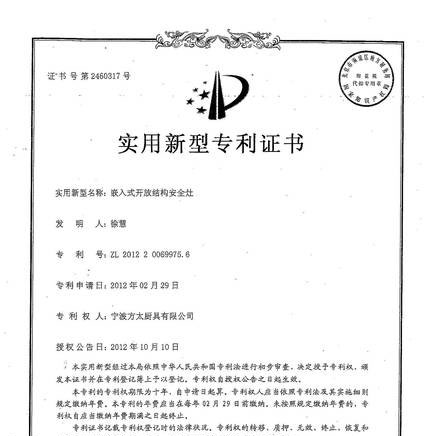 证书号第2460317号
印花税
代扣专用章
实用新型专利证书
实用新型名称：嵌入式开放结构安全灶
发明人：徐慧
专利号：ZL 2012 2 0069975.6
专利申请日：2012年02月29日
专利权人：宁波方太厨具有限公司
授权公告日：2012年10月10日
本实用新型经过本局依照中华人民共和国专利法进行初步审查，决定授予专利权，颁
发本证书并在专利登记簿上予以登记。专利权自授权公告之日起生效。
本专利的专利权期限为十年，自申请日起算。专利权人应当依照专利法及其实施细则
规定缴纳年费。本专利的年费应当在每年02月29日前缴纳。未按照规定缴纳年费的，专
利权自应当缴纳年费期满之日起终止。
专利证书记载专利权登记时的法律状况。专利权的转移、质押、无效、终止、恢复和